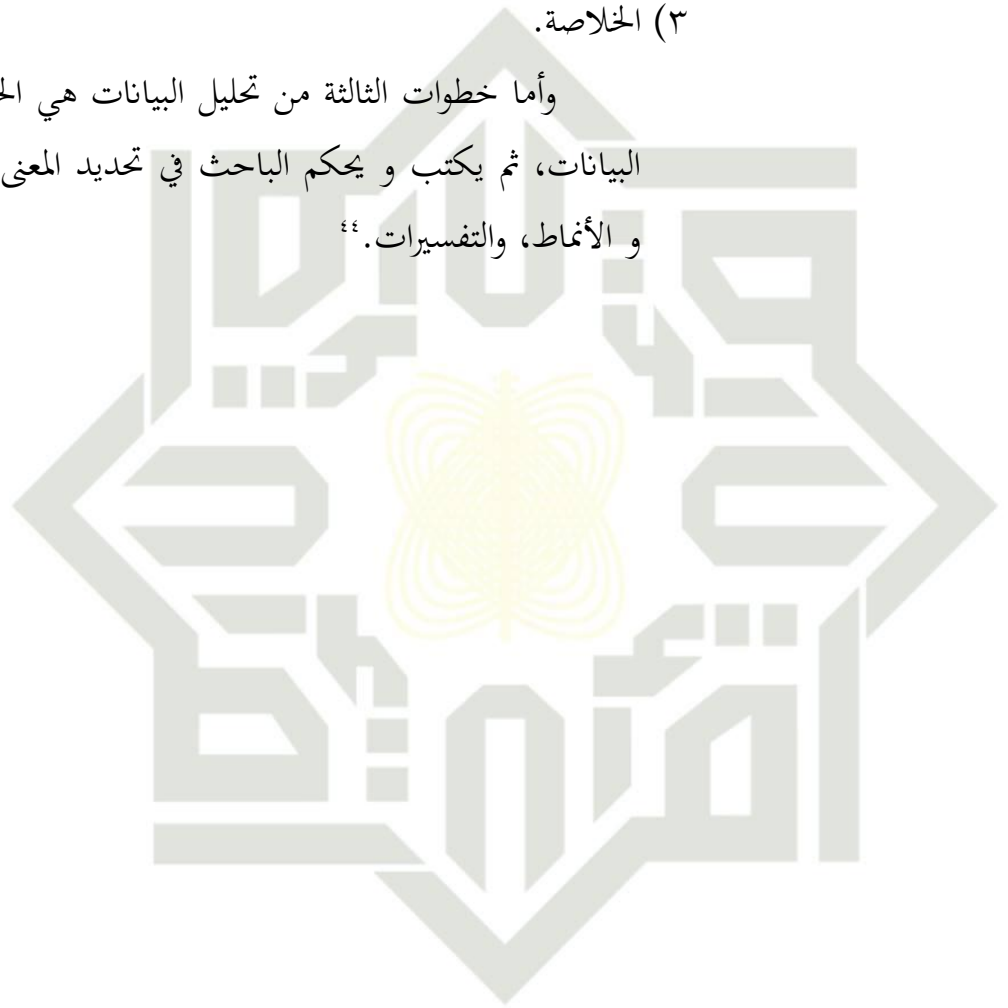 ٣) الخلاصة.
وأما خطوات الثالثة من تحليل البيانات هي
البيانات، ثم يكتب و يحكم الباحث في تحديد المعنى
و الأنماط، والتفسيرات.٤٤